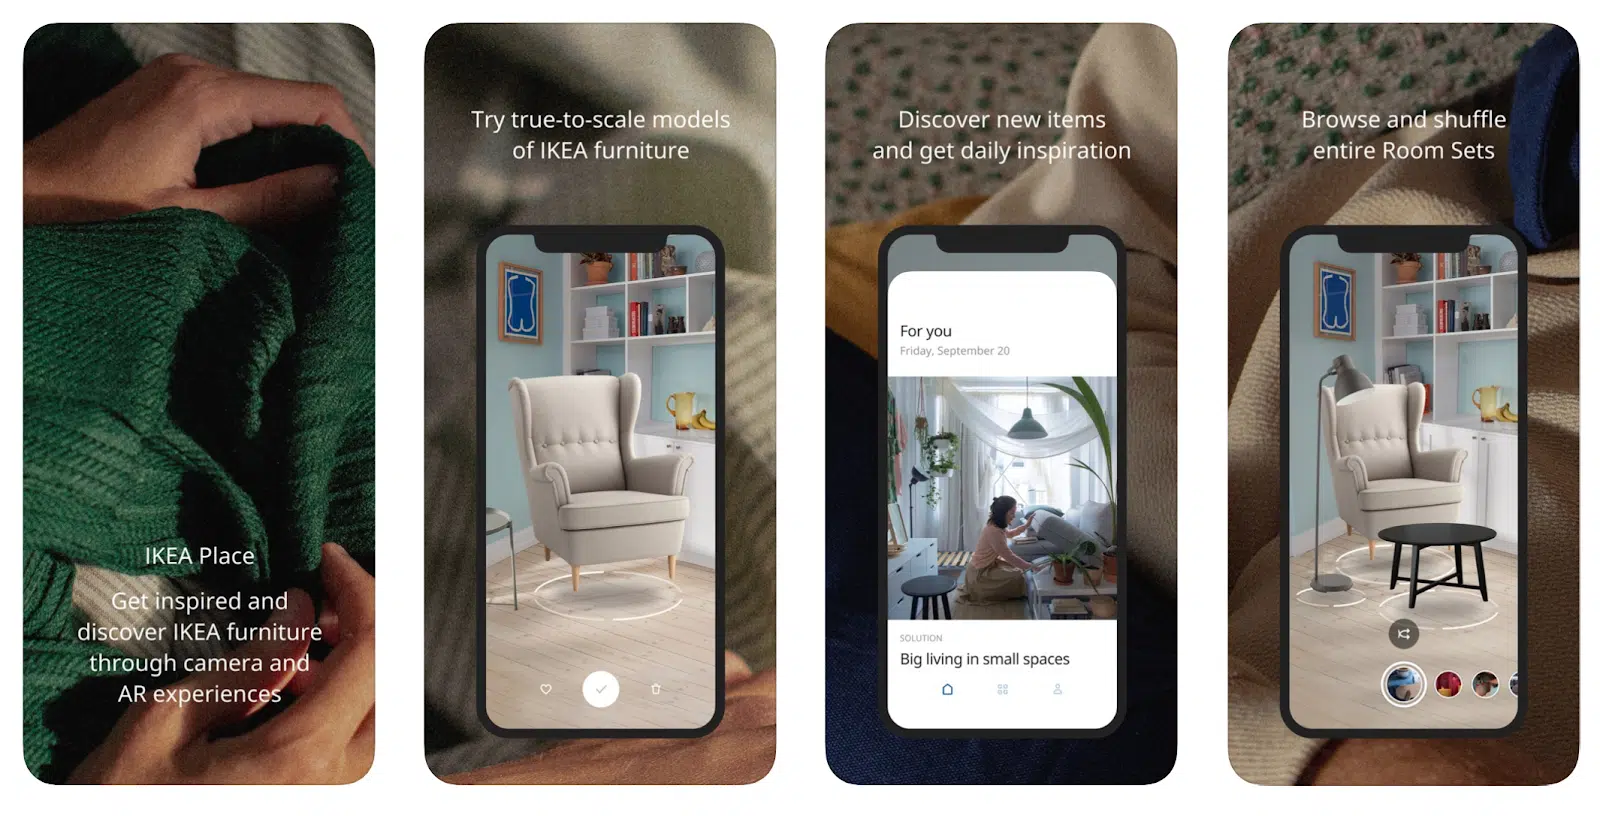 IKEA Place
Get inspired and
discover IKEA furniture
through camera and
AR experiences
Try true-to-scale models
of IKEA furniture
Discover new items
and get daily inspiration
For you
Friday, September 20
SOLUTION
Big living in small spaces
Browse and shuffle
entire Room Sets